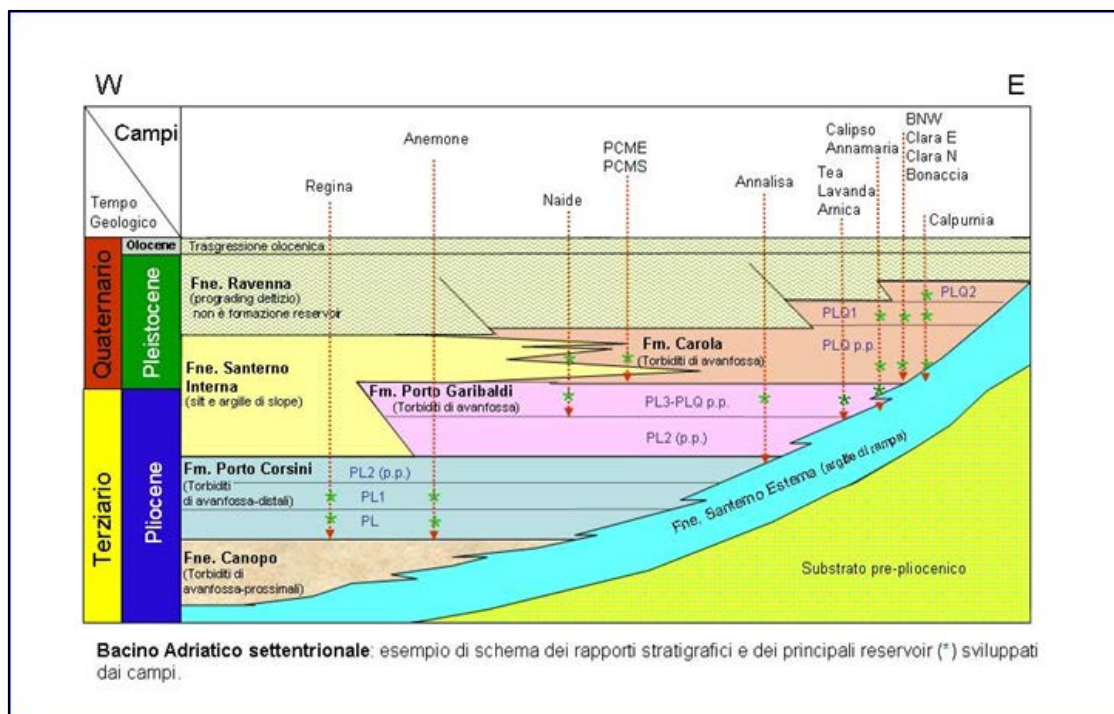 W
E
Campi
Tempo
Geologico
Regina
Anemone
Naide
PCME
PCMS
Annalisa
Calipso
Annamaria
Tea
Lavanda
Arnica
BNW
Clara E
Clara N
Bonaccia
Calpurnia
Quaternario
Terziario
Olocene
Pleistocene
Pliocene
Trasgressione olocenica
Fne. Ravenna
(prograding deltizio)
non è formazione reservoir
PLQ2
PLQ1
PLQ p.p.
Fm. Carola
(Torbiditi di avanfossa)
Fne. Santerno
Interna
(silt e argille di slope)
Fm. Porto Garibaldi
(Torbiditi di avanfossa)
PL3-PLQ p.p.
PL2 (p.p.)
Fm. Porto Corsini
(Torbiditi
di avanfossa-distali)
PL2 (p.p.)
PL1
PL
Fne. Santerno Esterna (argille di rampa)
Fne. Canopo
(Torbiditi di
avanfossa-prossimali)
Substrato pre-pliocenico
Bacino Adriatico settentrionale: esempio di schema dei rapporti stratigrafici e dei principali reservoir (*) sviluppati
dai campi.